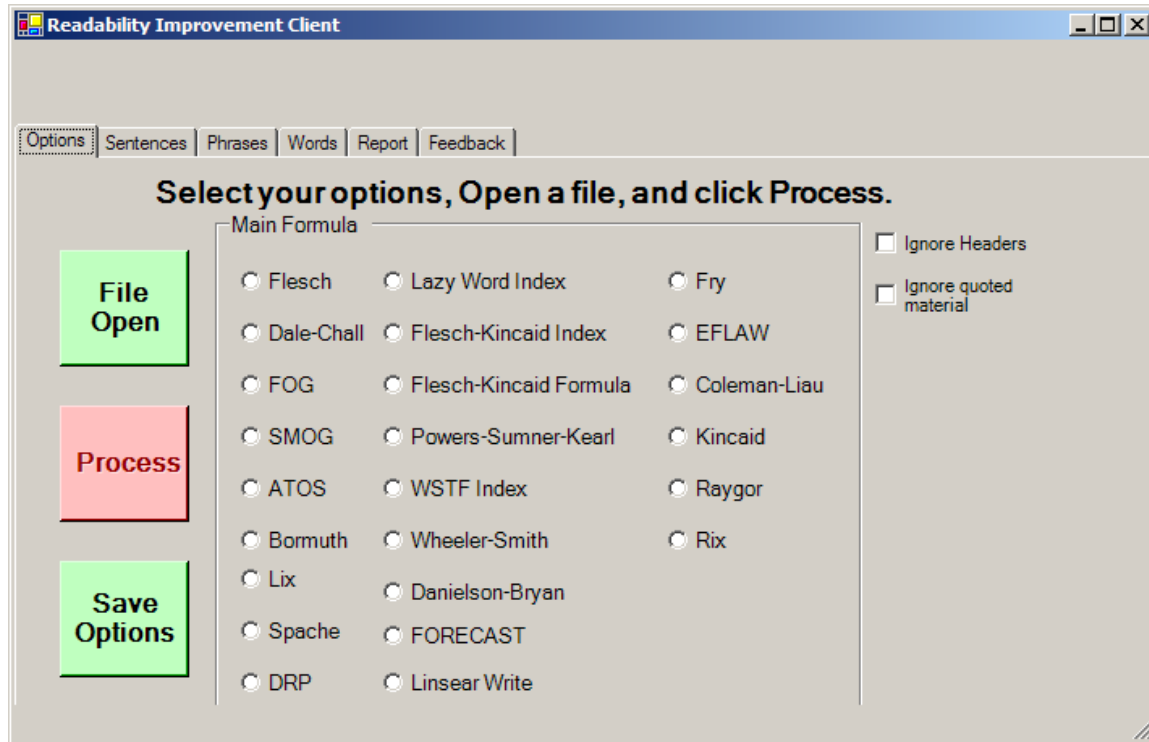 Readability Improvement Client
Options Sentences Phrases Words Report Feedback
Select your options, Open a file, and click Process.
Main Formula
File
Open
Process
Save
Options
Flesch
Dale-Chall
FOG
SMOG
ATOS
Bormuth
Lix
Spache
DRP
Lazy Word Index
Flesch-Kincaid Index
Flesch-Kincaid Formula
Powers-Sumner-Kearl
WSTF Index
Wheeler-Smith
Danielson-Bryan
FORECAST
Linsear Write
Fry
EFLAW
Coleman-Liau
Kincaid
Raygor
Rix
Ignore Headers
Ignore quoted
material